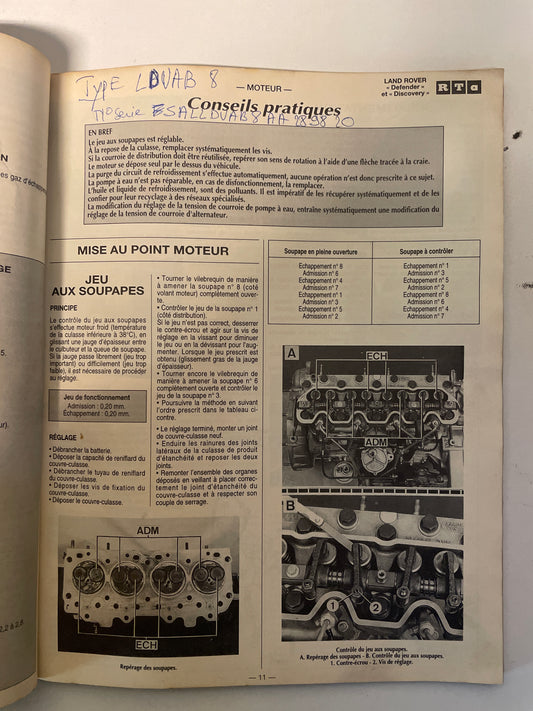 TYPE LDVAB 8
— MOTEUR —
LAND ROVER
« Defender »
et « Discovery »
RTa
N° Serie
Conseils pratiques
EN BREF
Le jeu aux soupapes est réglable.
A la repose de la culasse, remplacer systématiquement les vis.
Si la courroie de distribution doit être réutilisée, repérer son sens de rotation à l'aide d'une flèche tracée à la craie.
Le moteur se dépose seul par le dessus du véhicule.
La purge du circuit de refroidissement s'effectue automatiquement, aucune opération n'est donc prescrite à ce sujet.
La pompe à eau n'est pas réparable, en cas de disfonctionnement, la remplacer.
L'huile et liquide de refroidissement, sont des polluants. Il est impératif de les récupérer systématiquement et de les
confier pour leur recyclage à des réseaux spécialisés.
La modification du réglage de la tension de courroie de pompe à eau, entraîne systématiquement une modification du
réglage de la tension de courroie d'alternateur.
MISE AU POINT MOTEUR
JEU
AUX SOUPAPES
PRINCIPE
Le contrôle du jeu aux soupapes
s'effectue moteur froid (température
de la culasse inférieure à 38°C), en
glissant une jauge d'épaisseur entre
le culbuteur et la queue de soupape.
Si la jauge passe librement (jeu trop
important) ou difficilement (jeu trop
faible), il est nécessaire de procéder
au réglage.
Jeu de fonctionnement
Admission : 0,20 mm.
Echappement : 0,20 mm.
RÉGLAGE
• Débrancher la batterie.
• Déposer la capacité de reniflard du
couvre-culasse.
• Débrancher le tuyau de reniflard
du couvre-culasse.
• Déposer les vis de fixation du
couvre-culasse.
• Déposer le couvre-culasse.
• Tourner le vilebrequin de manière
à amener la soupape n° 8 (coté
volant moteur) complètement ouver-
te.
• Contrôler le jeu de la soupape n° 1
(côté distribution).
Si le jeu n'est pas correct, desserrer
le contre-écrou et agir sur la vis de
réglage en la vissant pour diminuer
le jeu ou en la dévissant pour l'aug-
menter. Lorsque le jeu prescrit est
obtenu (glissement gras de la jauge
d'épaisseur).
• Tourner encore le vilebrequin de
manière à amener la soupape n° 6
complètement ouverte et contrôler le
jeu de la soupape n° 3.
• Poursuivre la méthode en suivant
l'ordre prescrit dans le tableau ci-
contre.
• Le réglage terminé, monter un joint
de couvre-culasse neuf.
• Enduire les rainures des joints
latéraux de la culasse de produit
d'étanchéité et reposer les deux
joints.
• Remonter l'ensemble des organes
déposés en veillant à placer correc-
tement le joint d'étanchéité du
couvre-culasse et à respecter son
couple de serrage.
Soupape en pleine ouverture Soupape à contrôler
Echappement n° 8 Echappement n° 1
Admission n° 6 Admission n° 3
Echappement n° 4 Echappement n° 5
Admission n° 7 Admission n° 2
Echappement n° 1 Echappement n° 8
Admission n° 3 Admission n° 6
Echappement n° 5 Echappement n° 4
Admission n° 2 Admission n° 7
A
ECH
ADM
B
1 2
Contrôle du jeu aux soupapes.
A. Repérage des soupapes - B. Contrôle du jeu aux soupapes.
1. Contre-écrou - 2. Vis de réglage.
ADM
ECH
Repérage des soupapes.
— 11 —